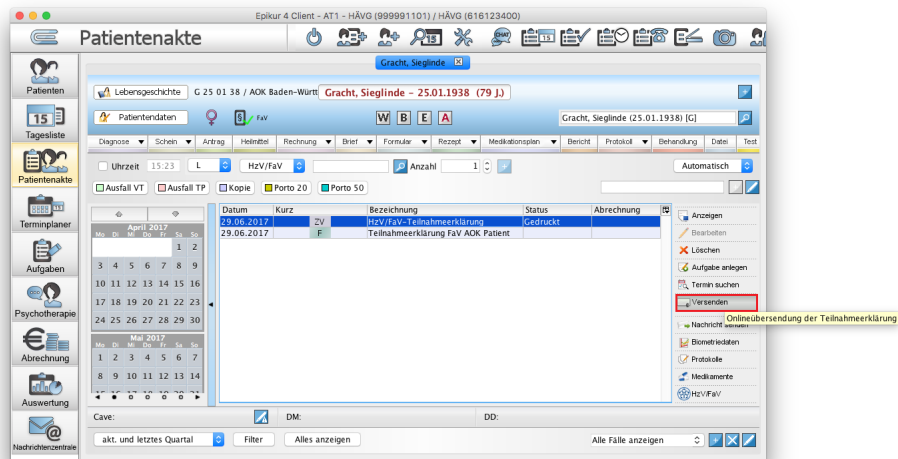 Epikur 4 Client - AT1 - HÄVG (999991101) / HÄVG (616123400)
Patientenakte
15
CHAT
15
Gracht, Sieglinde
Patienten
Lebensgeschichte
G 25 01 38 / AOK Baden-Württ
Gracht, Sieglinde – 25.01.1938 (79 J.)
Patientendaten
FaV
W B E A
Gracht, Sieglinde (25.01.1938) [G]
15
Tagesliste
Diagnose
Schein
Antrag
Heilmittel
Rechnung
Brief
Formular
Rezept
Medikationsplan
Bericht
Protokoll
Behandlung
Datei
Test
Patientenakte
Uhrzeit
15:23
L
HzV/FaV
Anzahl
1
Automatisch
Ausfall VT
Ausfall TP
Kopie
Porto 20
Porto 50
Terminplaner
Aufgaben
Psychotherapie
Abrechnung
Auswertung
Nachrichtenzentrale
April 2017
Mo Di Mi Do Fr Sa So
1 2
3 4 5 6 7 8 9
10 11 12 13 14 15 16
17 18 19 20 21 22 23
24 25 26 27 28 29 30
Mai 2017
Mo Di Mi Do Fr Sa So
1 2 3 4 5 6 7
8 9 10 11 12 13 14
Datum Kurz Bezeichnung Status Abrechnung
29.06.2017 ZV HzV/FaV-Teilnahmeerklärung Gedruckt
29.06.2017 F Teilnahmeerklärung FaV AOK Patient
Anzeigen
Bearbeiten
Löschen
Aufgabe anlegen
Termin suchen
Versenden
Onlineübersendung der Teilnahmeerklärung
Nachricht senden
Biometriedaten
Protokolle
Medikamente
HzV/FaV
Cave:
DM:
DD:
akt. und letztes Quartal
Filter
Alles anzeigen
Alle Fälle anzeigen